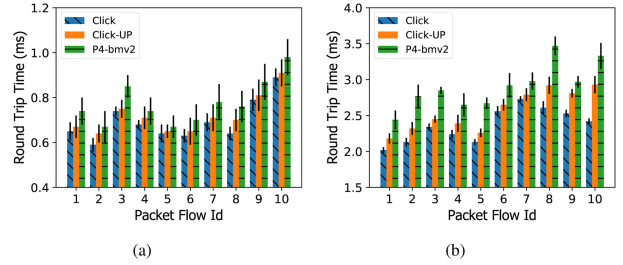 1.2
1.0
0.8
0.6
0.4
Round Trip Time (ms)
Click
Click-UP
P4-bmv2
1 2 3 4 5 6 7 8 9 10
Packet Flow Id
(a)
4.0
3.5
3.0
2.5
2.0
1.5
Round Trip Time (ms)
Click
Click-UP
P4-bmv2
1 2 3 4 5 6 7 8 9 10
Packet Flow Id
(b)